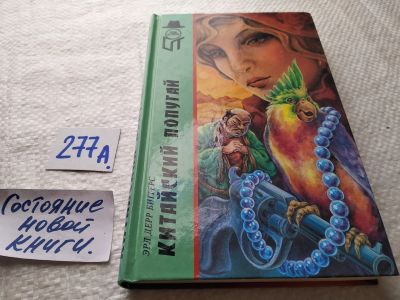 277А.
Состояние
новой
книги.
ЭРЛ ДЕРР БИГГЕРС
КИТАЙСКИЙ ПОПУГАЙ